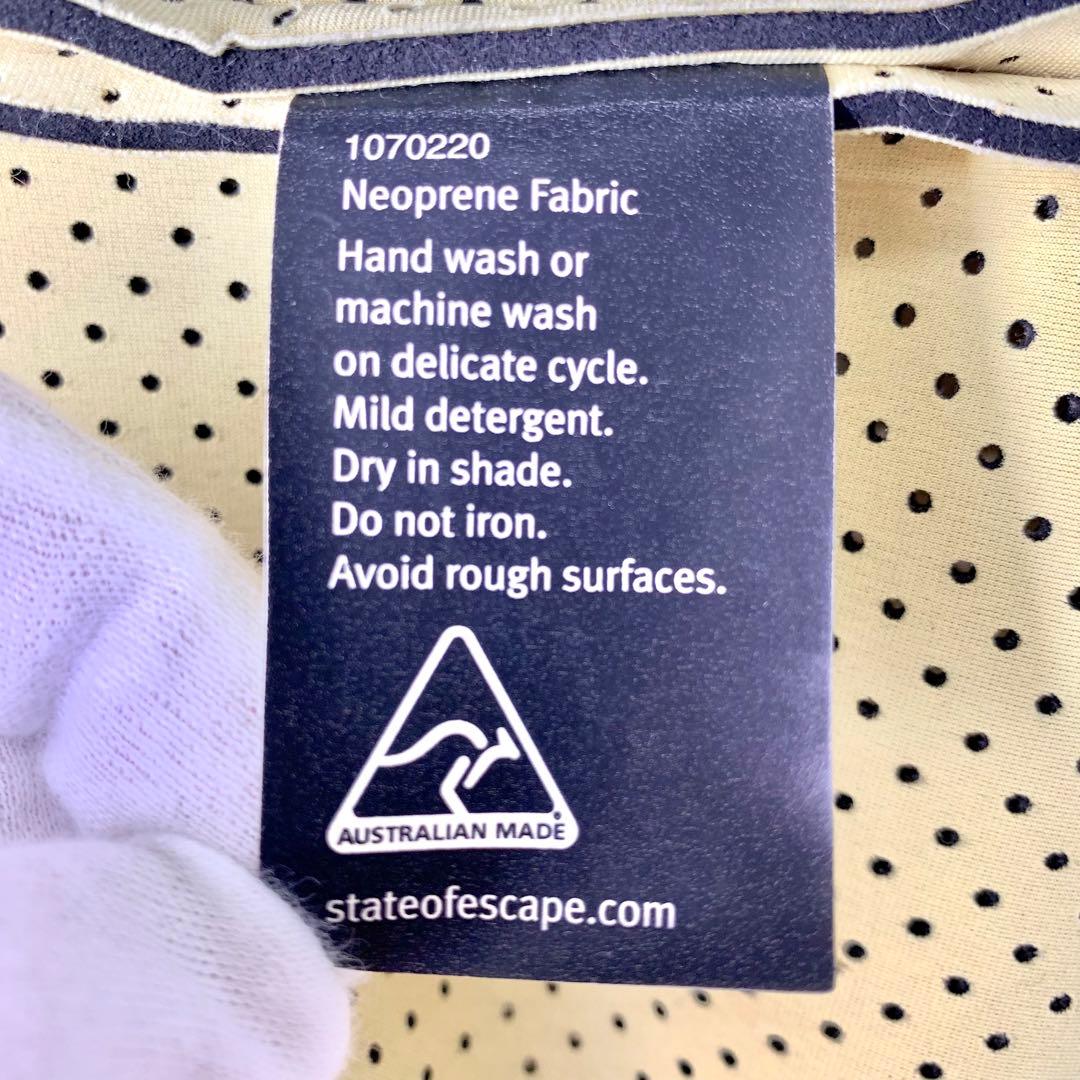 1070220
Neoprene Fabric
Hand wash or
machine wash
on delicate cycle.
Mild detergent.
Dry in shade.
Do not iron.
Avoid rough surfaces.
AUSTRALIAN MADE
stateofescape.com